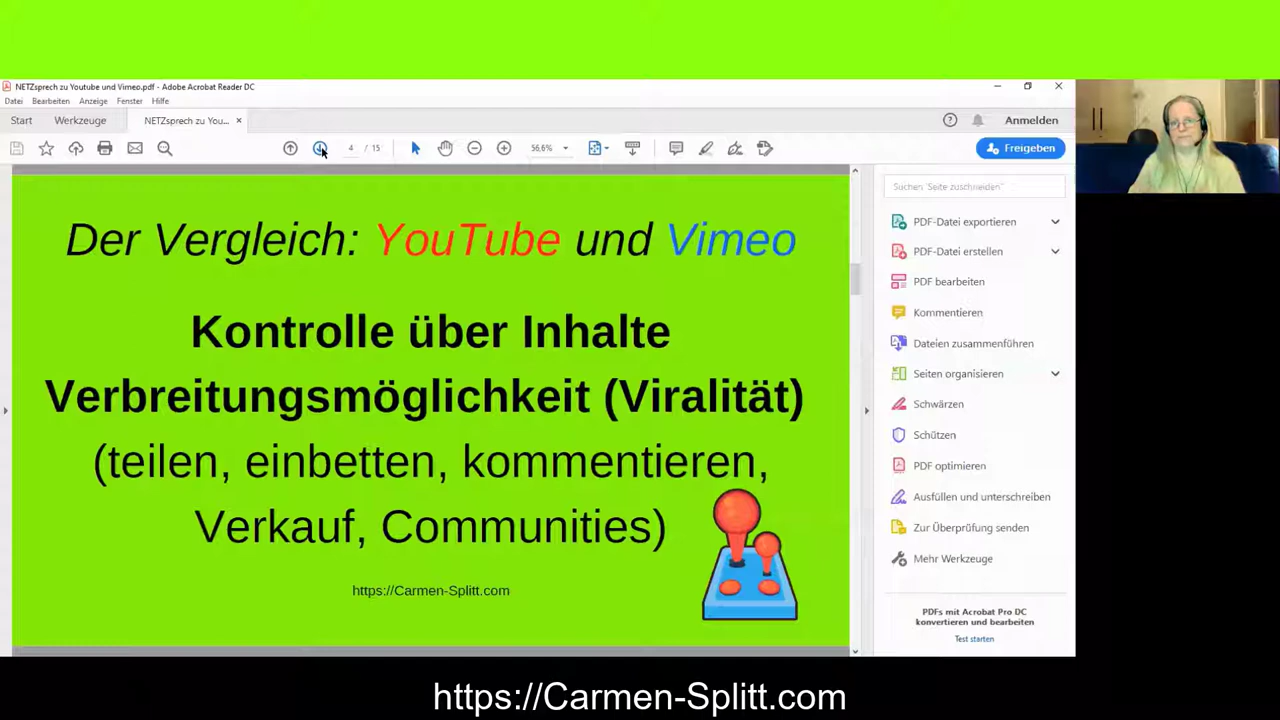 NETZsprech zu Youtube und Vimeo.pdf - Adobe Acrobat Reader DC
Datei Bearbeiten Anzeige Fenster Hilfe
Start Werkzeuge NETZsprech zu You... × Anmelden
4 / 15 56,6% Freigeben
Der Vergleich: YouTube und Vimeo
Kontrolle über Inhalte
Verbreitungsmöglichkeit (Viralität)
(teilen, einbetten, kommentieren,
Verkauf, Communities)
https://Carmen-Splitt.com
Suchen "Seite zuschneiden"
PDF-Datei exportieren
PDF-Datei erstellen
PDF bearbeiten
Kommentieren
Dateien zusammenführen
Seiten organisieren
Schwärzen
Schützen
PDF optimieren
Ausfüllen und unterschreiben
Zur Überprüfung senden
Mehr Werkzeuge
PDFs mit Acrobat Pro DC
konvertieren und bearbeiten
Test starten
https://Carmen-Splitt.com